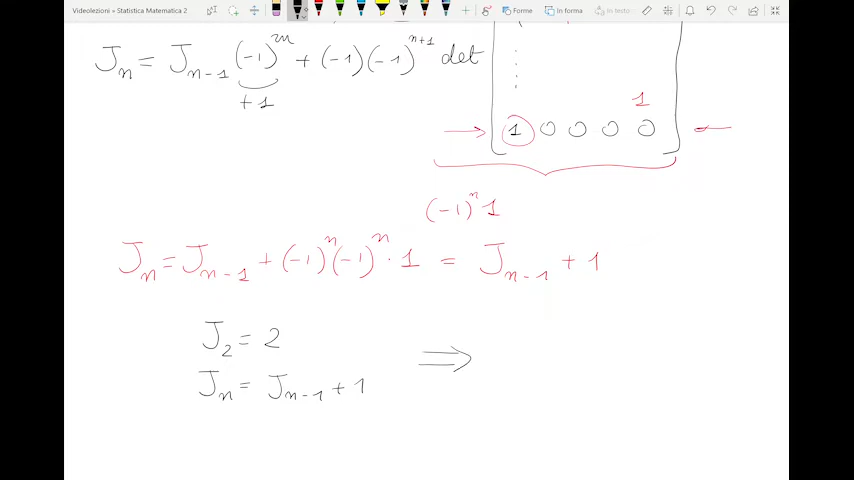 Videolezioni » Statistica Matematica 2
Forme In forma In testo
J_{n-1} (-1)^{2n} + (-1)(-1)^{n+1} det
J_n =
+1
1
1 0 0 0 0
(-1)^n 1
J_n = J_{n-1} + (-1)^n (-1)^n · 1 = J_{n-1} + 1
J_2 = 2
⇒
J_n = J_{n-1} + 1